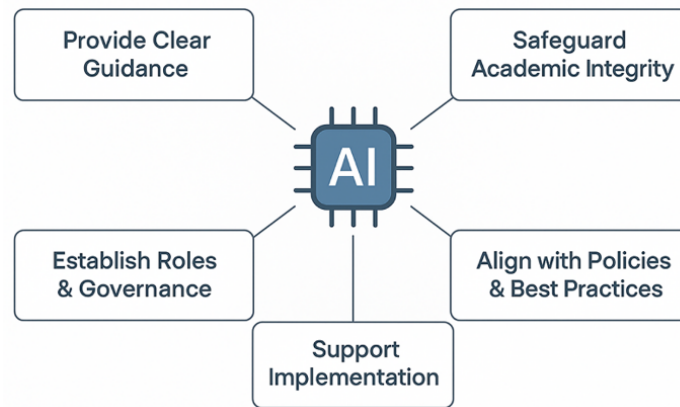 Provide Clear
Guidance
Safeguard
Academic Integrity
AI
Establish Roles
& Governance
Align with Policies
& Best Practices
Support
Implementation